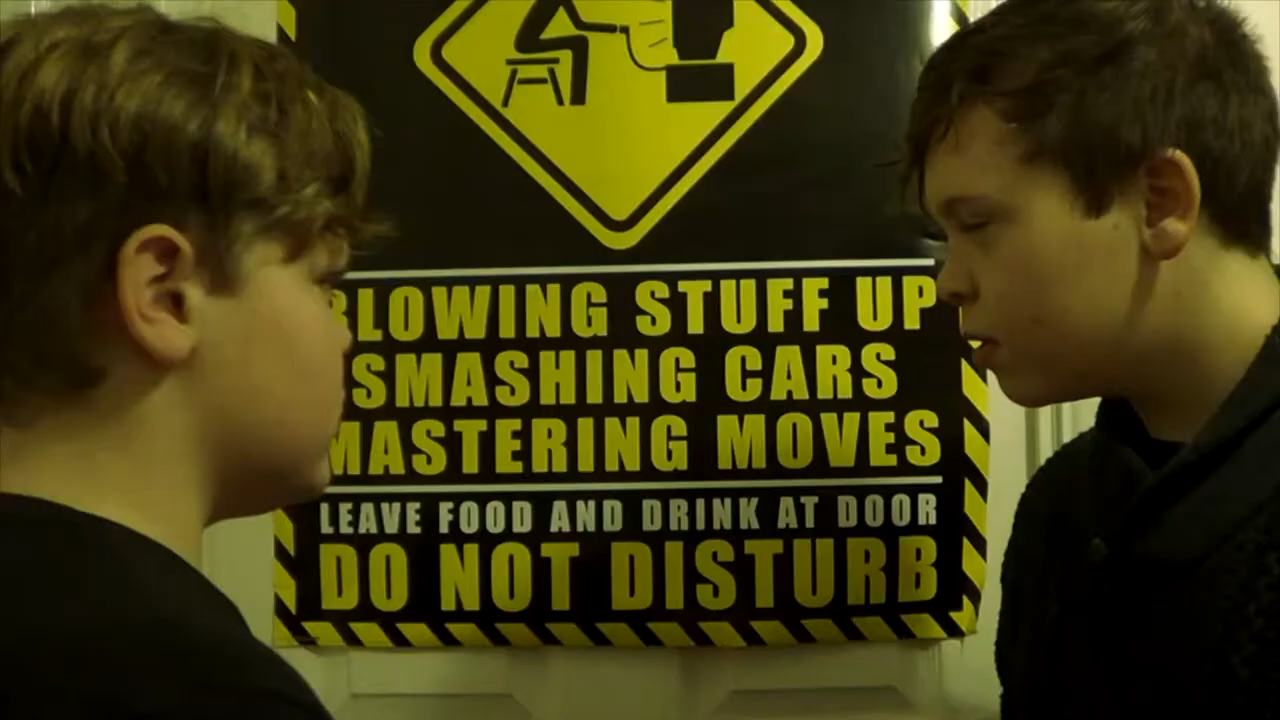 BLOWING STUFF UP
SMASHING CARS
MASTERING MOVES
LEAVE FOOD AND DRINK AT DOOR
DO NOT DISTURB